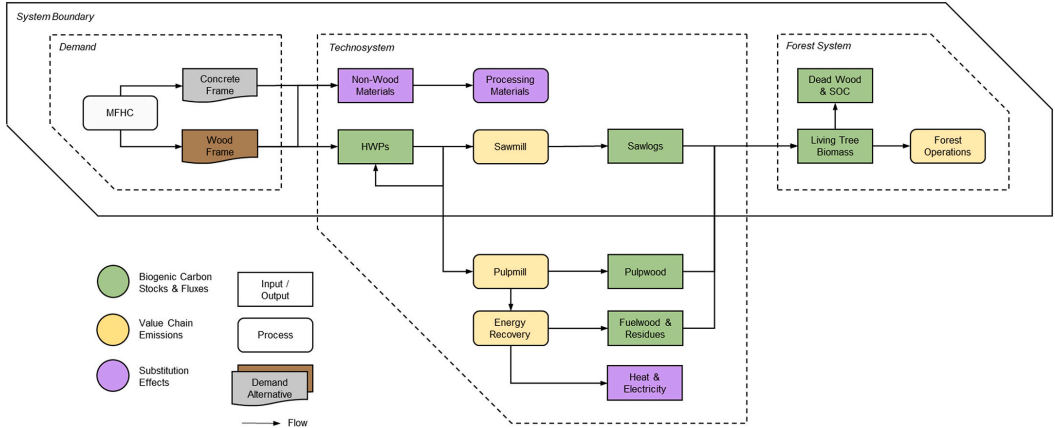 System Boundary
Demand
Technosystem
Forest System
Concrete
Frame
Non-Wood
Materials
Processing
Materials
Dead Wood
& SOC
MFHC
Wood
Frame
HWPs
Sawmill
Sawlogs
Living Tree
Biomass
Forest
Operations
Biogenic Carbon
Stocks & Fluxes
Input /
Output
Pulpmill
Pulpwood
Value Chain
Emissions
Process
Energy
Recovery
Fuelwood &
Residues
Substitution
Effects
Demand
Alternative
Heat &
Electricity
Flow